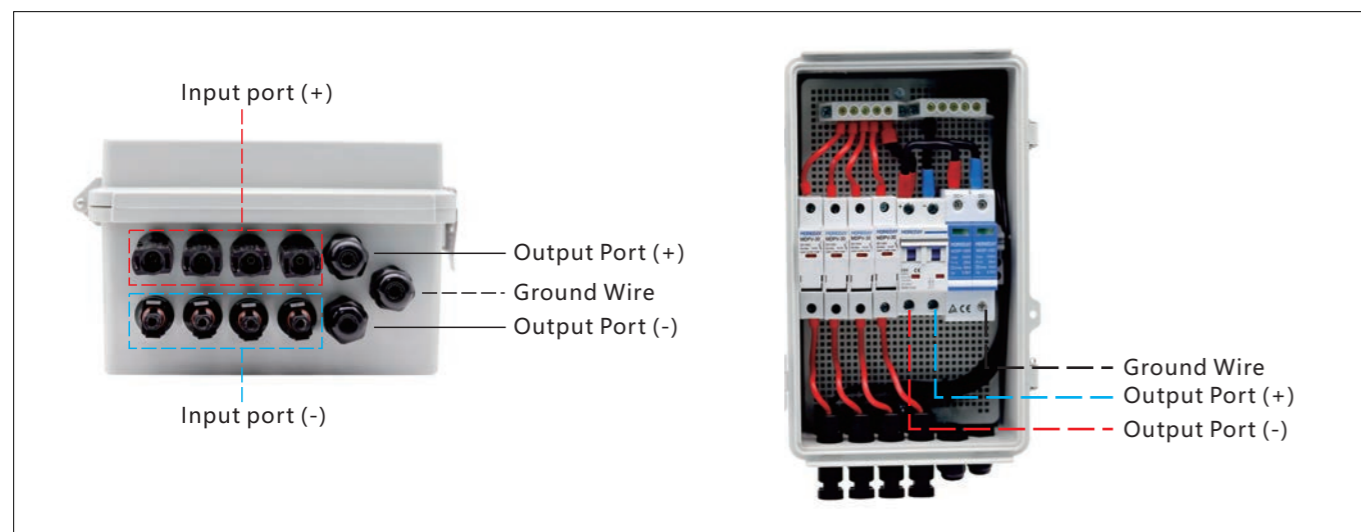 Input port (+)
Output Port (+)
Ground Wire
Output Port (-)
Input port (-)
Ground Wire
Output Port (+)
Output Port (-)